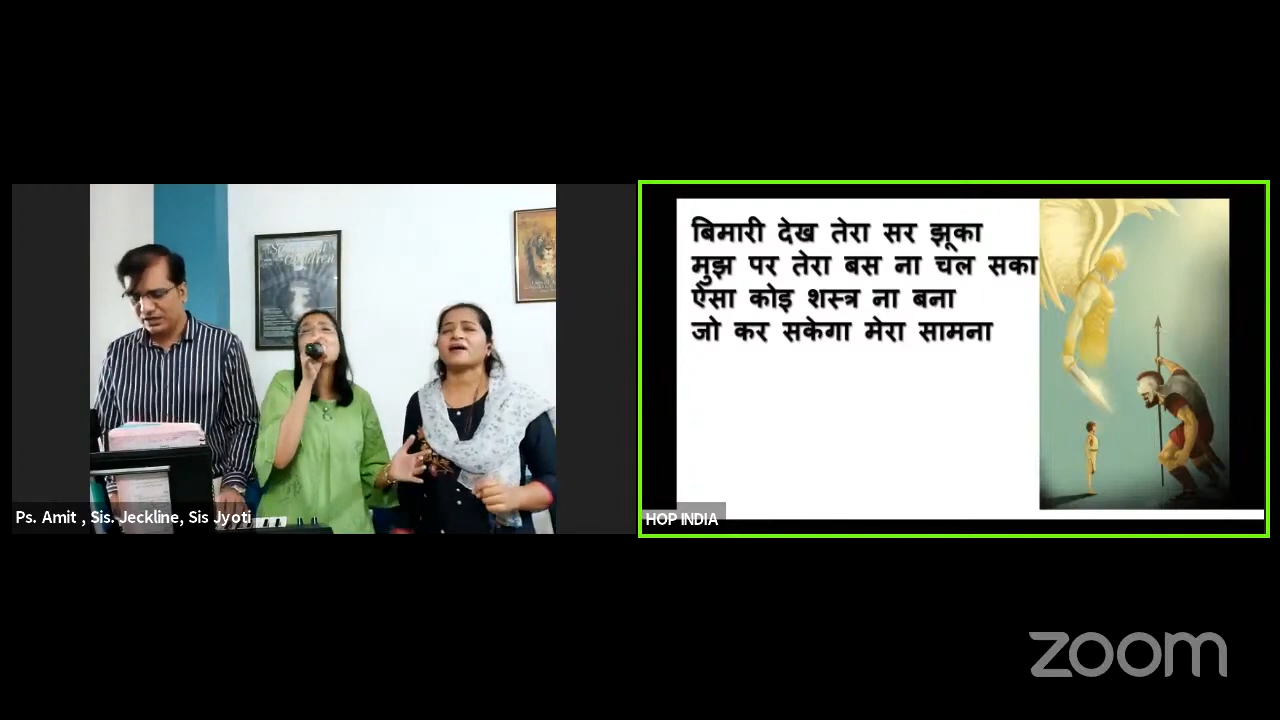 बिमारी देख तेरा सर झूका
मुझ पर तेरा बस ना चल सका
ऐसा कोइ शस्त्र ना बना
जो कर सकेगा मेरा सामना
Children
Ps. Amit , Sis. Jeckline, Sis Jyoti
HOP INDIA
zoom